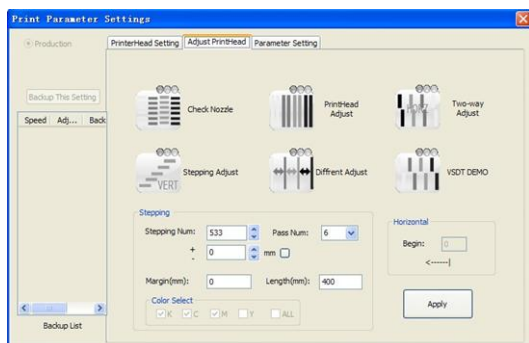 Print Parameter Settings
Production
PrinterHead Setting
Adjust PrintHead
Parameter Setting
Backup This Setting
Speed Adj... Back
Backup List
Check Nozzle
PrintHead
Adjust
HORZ
Two-way
Adjust
VERT
Stepping Adjust
Diffrent Adjust
VSDT DEMO
Stepping
Stepping Num: 533
Pass Num: 6
+
-
0
mm
Margin(mm): 0
Length(mm): 400
Color Select
K C M Y ALL
Horizontal
Begin: 0
<-----|
Apply